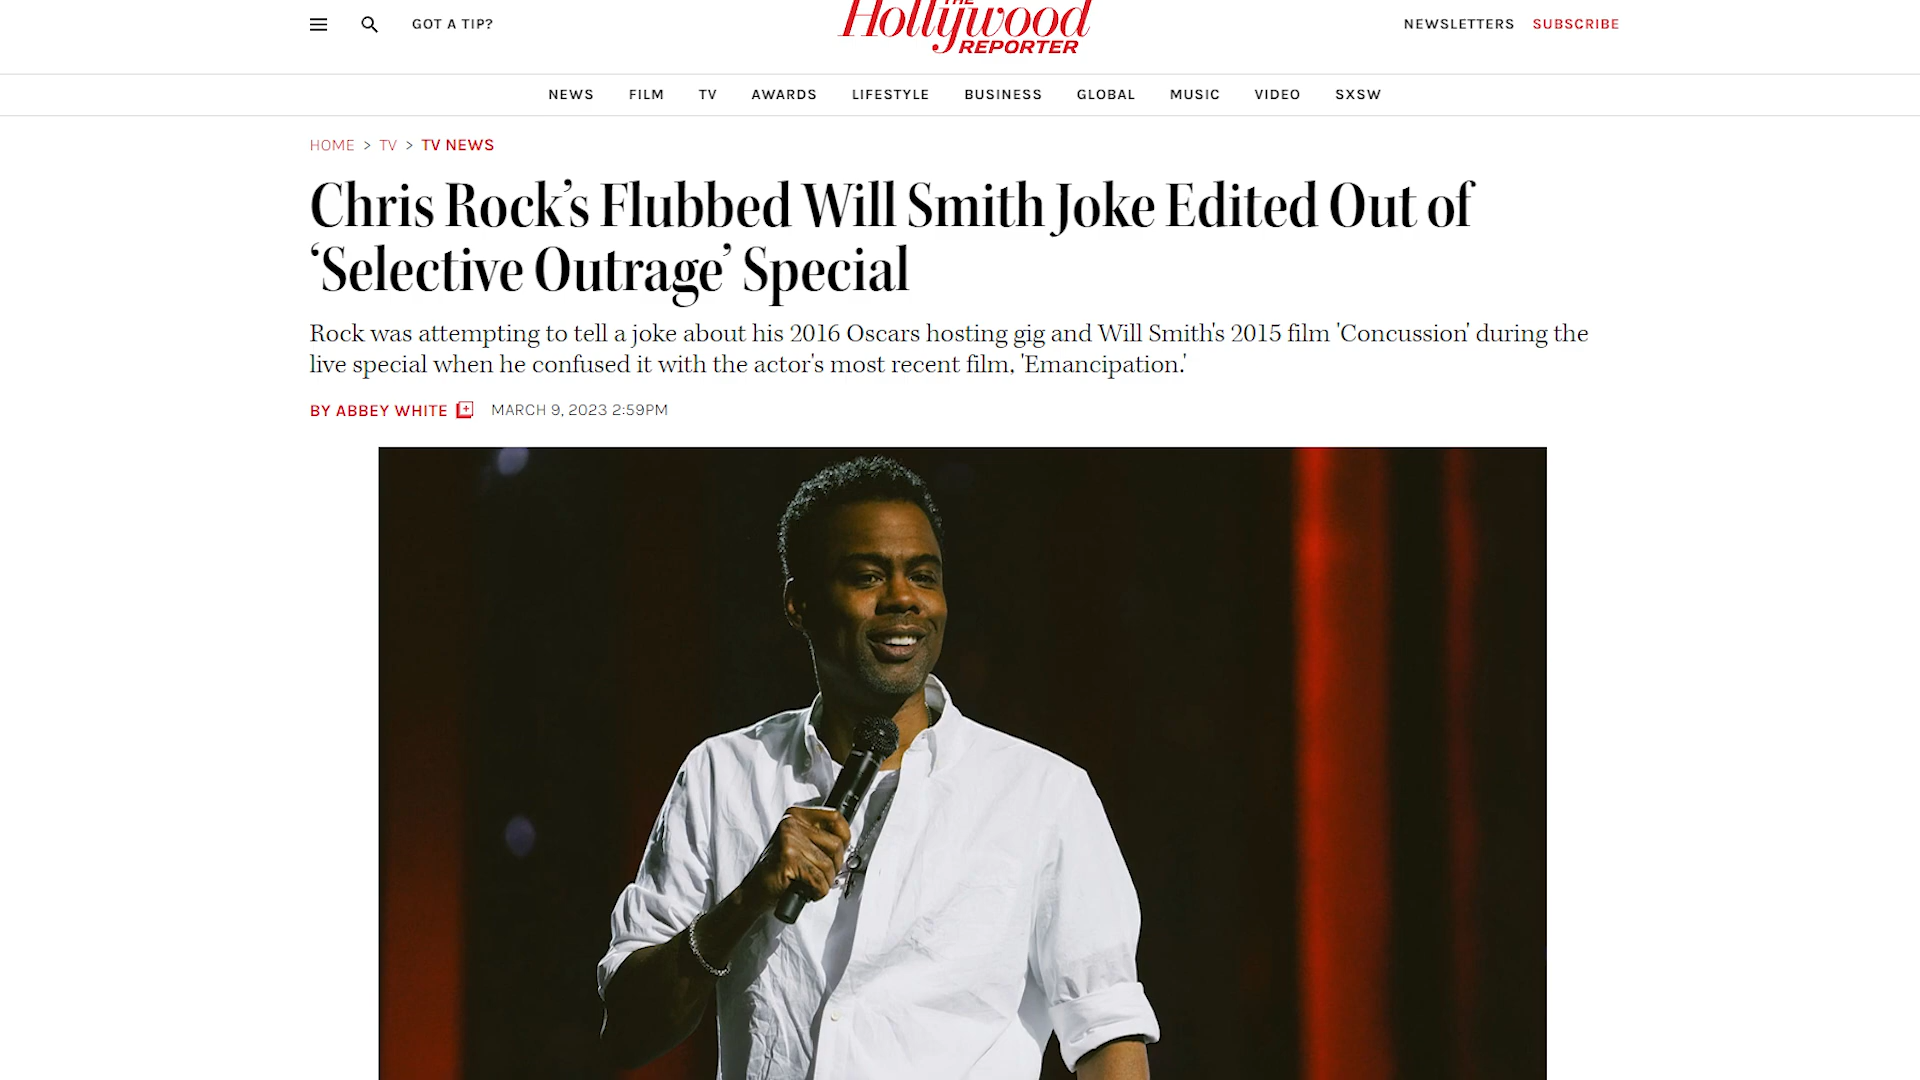 GOT A TIP?
THE
Hollywood
REPORTER
NEWSLETTERS SUBSCRIBE
NEWS FILM TV AWARDS LIFESTYLE BUSINESS GLOBAL MUSIC VIDEO SXSW
HOME > TV > TV NEWS
Chris Rock’s Flubbed Will Smith Joke Edited Out of
‘Selective Outrage’ Special
Rock was attempting to tell a joke about his 2016 Oscars hosting gig and Will Smith's 2015 film 'Concussion' during the
live special when he confused it with the actor's most recent film, 'Emancipation.'
BY ABBEY WHITE MARCH 9, 2023 2:59PM